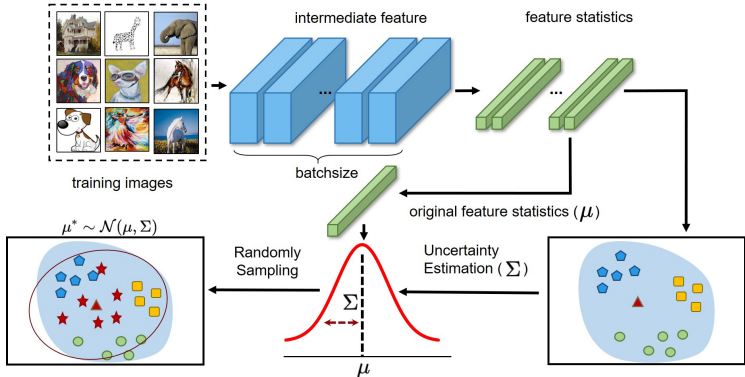 intermediate feature
feature statistics
...
...
batchsize
training images
original feature statistics (μ)
μ* ~ 𝒩(μ, Σ)
Randomly
Sampling
Uncertainty
Estimation (Σ)
Σ
μ